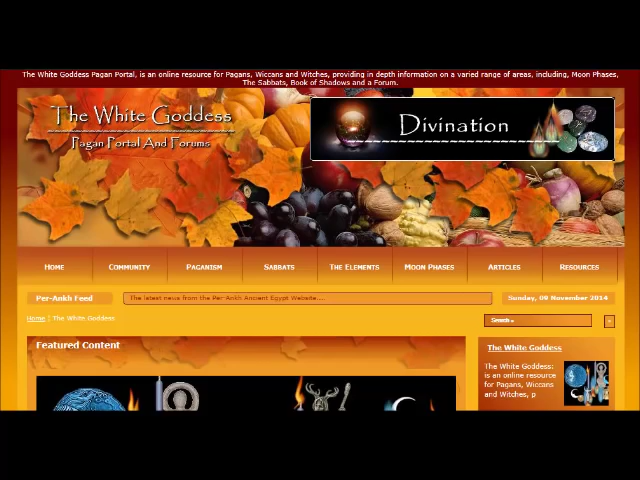 The White Goddess Pagan Portal, is an online resource for Pagans, Wiccans and Witches, providing in depth information on a varied range of areas, including, Moon Phases,
The Sabbats, Book of Shadows and a Forum.
The White Goddess
Pagan Portal And Forums
Divination
Home Community Paganism Sabbats The Elements Moon Phases Articles Resources
Per-Ankh Feed
The latest news from the Per-Ankh Ancient Egypt Website....
Sunday, 09 November 2014
Home | The White Goddess
Search
Featured Content
The White Goddess
The White Goddess:
is an online resource
for Pagans, Wiccans
and Witches, p